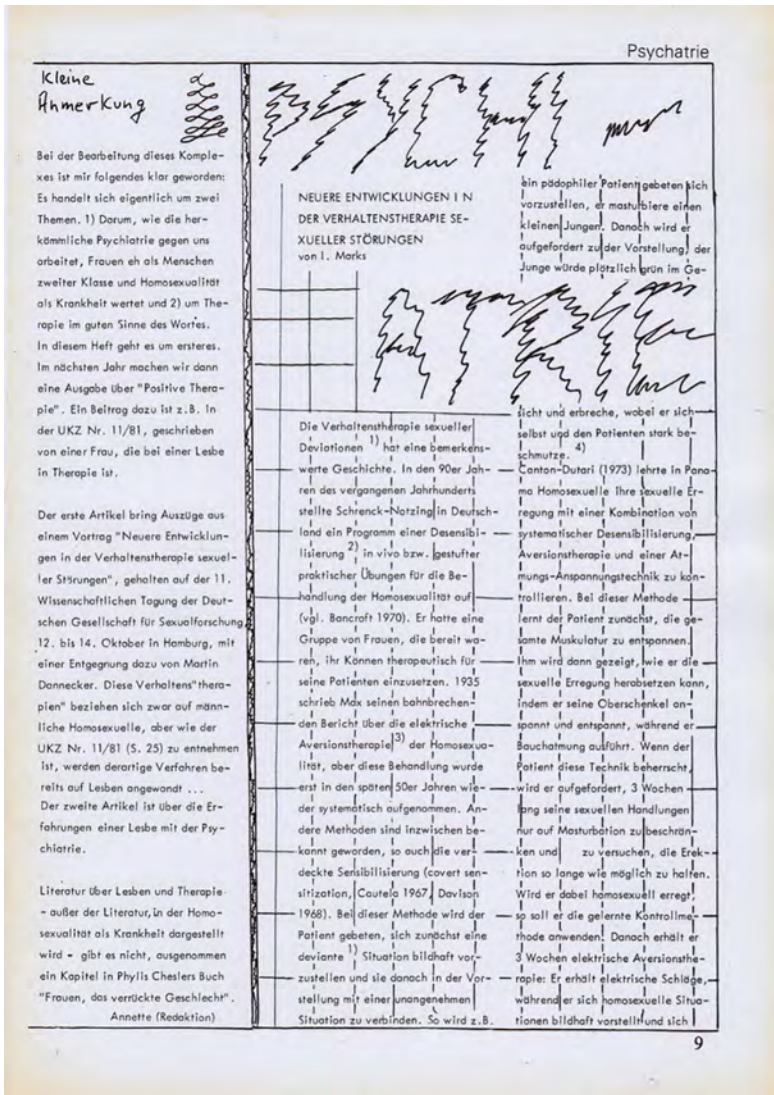 Psychatrie
Kleine
Anmerkung
Bei der Bearbeitung dieses Komple-
xes ist mir folgendes klar geworden:
Es handelt sich eigentlich um zwei
Themen. 1) Darum, wie die her-
kömmliche Psychiatrie gegen uns
arbeitet, Frauen eh als Menschen
zweiter Klasse und Homosexualität
als Krankheit wertet und 2) um The-
rapie im guten Sinne des Wortes.
In diesem Heft geht es um ersteres.
Im nächsten Jahr machen wir dann
eine Ausgabe über "Positive Thera-
pie". Ein Beitrag dazu ist z.B. in
der UKZ Nr. 11/81, geschrieben
von einer Frau, die bei einer Lesbe
in Therapie ist.
Der erste Artikel bring Auszüge aus
einem Vortrag "Neuere Entwicklun-
gen in der Verhaltenstherapie sexuel-
ler Störungen", gehalten auf der 11.
Wissenschaftlichen Tagung der Deut-
schen Gesellschaft für Sexualforschung,
12. bis 14. Oktober in Hamburg, mit
einer Entgegnung dazu von Martin
Dannecker. Diese Verhaltens"thera-
pien" beziehen sich zwar auf männ-
liche Homosexuelle, aber wie der
UKZ Nr. 11/81 (S. 25) zu entnehmen
ist, werden derartige Verfahren be-
reits auf Lesben angewandt ...
Der zweite Artikel ist über die Er-
fahrungen einer Lesbe mit der Psy-
chiatrie.
Literatur über Lesben und Therapie
- außer der Literatur, in der Homo-
sexualität als Krankheit dargestellt
wird - gibt es nicht, ausgenommen
ein Kapitel in Phyllis Cheslers Buch
"Frauen, das verrückte Geschlecht".
Annette (Redaktion)
PSYCHI
ATRIE
NEUERE ENTWICKLUNGEN I N
DER VERHALTENSTHERAPIE SE-
XUELLER STÖRUNGEN
von I. Marks
Die Verhaltenstherapie sexueller
Deviationen 1) hat eine bemerkens-
werte Geschichte. In den 90er Jah-
ren des vergangenen Jahrhunderts
stellte Schrenck-Notzing in Deutsch-
land ein Programm einer Desensibi-
lisierung 2) in vivo bzw. gestufter
praktischer Übungen für die Be-
handlung der Homosexualität auf
(vgl. Bancroft 1970). Er hatte eine
Gruppe von Frauen, die bereit wa-
ren, ihr Können therapeutisch für
seine Patienten einzusetzen. 1935
schrieb Max seinen bahnbrechen-
den Bericht über die elektrische
Aversionstherapie 3) der Homosexua-
lität, aber diese Behandlung wurde
erst in den späten 50er Jahren wie-
der systematisch aufgenommen. An-
dere Methoden sind inzwischen be-
kannt geworden, so auch die ver-
deckte Sensibilisierung (covert sen-
sitization, Cautela 1967, Davison
1968). Bei dieser Methode wird der
Patient gebeten, sich zunächst eine
deviante 1) Situation bildhaft vor-
zustellen und sie danach in der Vor-
stellung mit einer unangenehmen
Situation zu verbinden. So wird z.B.
ein pädophiler Patient gebeten sich
vorzustellen, er masturbiere einen
kleinen Jungen. Danach wird er
aufgefordert zu der Vorstellung, der
Junge würde plötzlich grün im Ge-
sicht und erbreche, wobei er sich
selbst und den Patienten stark be-
schmutze. 4)
Canton-Dutari (1973) lehrte in Pana-
ma Homosexuelle Ihre sexuelle Er-
regung mit einer Kombination von
systematischer Desensibilisierung,
Aversionstherapie und einer At-
mungs-Anspannungstechnik zu kon-
trollieren. Bei dieser Methode
lernt der Patient zunächst, die ge-
samte Muskulatur zu entspannen.
Ihm wird dann gezeigt, wie er die
sexuelle Erregung herabsetzen kann,
indem er seine Oberschenkel an-
spannt und entspannt, während er
Bauchatmung ausführt. Wenn der
Patient diese Technik beherrscht,
wird er aufgefordert, 3 Wochen
lang seine sexuellen Handlungen
nur auf Masturbation zu beschrän-
ken und zu versuchen, die Erek-
tion so lange wie möglich zu halten.
Wird er dabei homosexuell erregt,
so soll er die gelernte Kontrollme-
thode anwenden. Danach erhält er
3 Wochen elektrische Aversionsthe-
rapie: Er erhält elektrische Schläge,
während er sich homosexuelle Situa-
tionen bildhaft vorstellt und sich
9